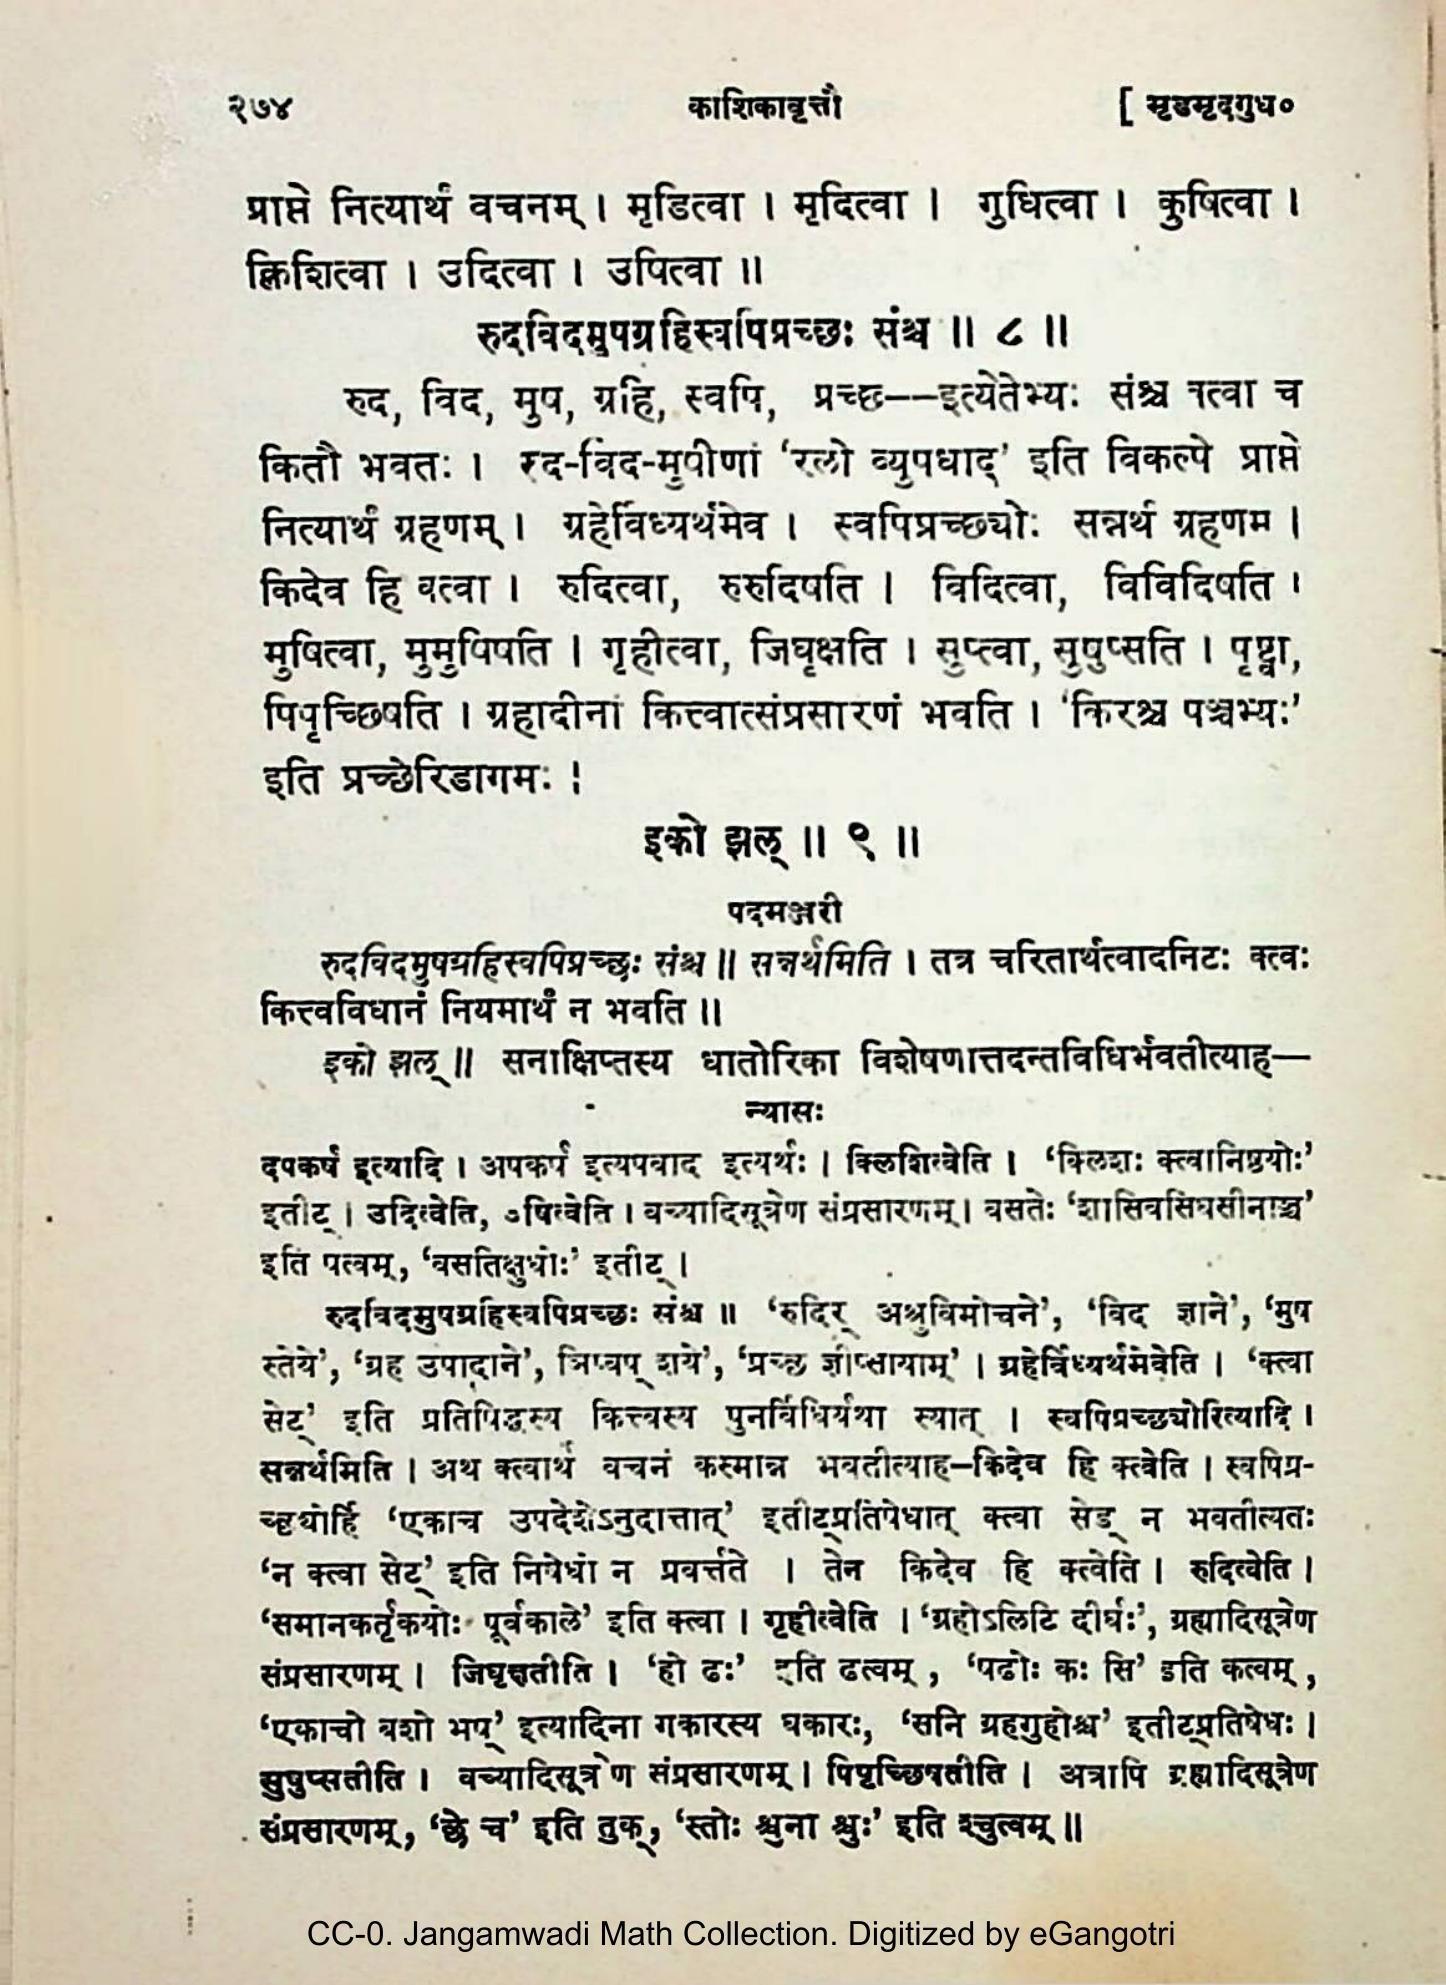 २७४ काशिकावृत्तौ [ मृडमृदगुध०
प्राप्ते नित्यार्थं वचनम् । मृडित्वा । मृदित्वा । गुधित्वा । कुषित्वा ।
क्लिशित्वा । उदित्वा । उषित्वा ॥
रुदविदमुषग्रहिस्वपिप्रच्छः संश्च ॥ ८ ॥
रुद, विद, मुष, ग्रहि, स्वपि, प्रच्छ––इत्येतेभ्यः संश्च क्त्वा च
कितौ भवतः । रुद-विद-मुषीणां ‘रलो व्युपधाद्’ इति विकल्पे प्राप्ते
नित्यार्थं ग्रहणम् । ग्रहेर्विध्यर्थमेव । स्वपिप्रच्छ्योः सन्नर्थं ग्रहणम ।
किदेव हि क्त्वा । रुदित्वा, रुरुदिषति । विदित्वा, विविदिषति ।
मुषित्वा, मुमुषिषति । गृहीत्वा, जिघृक्षति । सुप्त्वा, सुषुप्सति । पृष्ट्वा,
पिपृच्छिषति । ग्रहादीनां कित्त्वात्संप्रसारणं भवति । ‘किरश्च पञ्चभ्यः’
इति प्रच्छेरिडागमः !
इको झल् ॥ ९ ॥
पदमञ्जरी
रुदविदमुषग्रहिस्वपिप्रच्छः संश्च ॥ सन्नर्थमिति । तत्र चरितार्थत्वादनिटः क्त्वः
कित्त्वविधानं नियमार्थं न भवति ॥
इको झल् ॥ सनाक्षिप्तस्य धातोरिका विशेषणात्तदन्तविधिर्भवतीत्याह—
न्यासः
दपकर्षं इत्यादि । अपकर्ष इत्यपवाद इत्यर्थः । क्लिशित्वेति । ‘क्लिशः क्त्वानिष्ठयोः’
इतीट् । उदित्वेति, उषित्वेति । वच्यादिसूत्रेण संप्रसारणम् । वसतेः ‘शासिवसिघसीनाञ्च’
इति षत्वम्, ‘वसतिक्षुधोः’ इतीट् ।
रुदविदमुषग्रहिस्वपिप्रच्छः संश्च ॥ ‘रुदिर् अश्रुविमोचने’, ‘विद ज्ञाने’, ‘मुष
स्तेये’, ‘ग्रह उपादाने’, ञिष्वप् शये’, ‘प्रच्छ ज्ञीप्सायाम्’ । ग्रहेर्विध्यर्थमेवेति । ‘क्त्वा
सेट्’ इति प्रतिषिद्धस्य कित्त्वस्य पुनर्विधिर्यथा स्यात् । स्वपिप्रच्छ्योरित्यादि ।
सन्नर्थमिति । अथ क्त्वार्थं वचनं कस्मान्न भवतीत्याह—किदेव हि क्त्वेति । स्वपिप्र-
च्छ्योर्हि ‘एकाच उपदेशेऽनुदात्तात्’ इतीट्प्रतिषेधात् क्त्वा सेड् न भवतीत्यतः
‘न क्त्वा सेट्’ इति निषेधो न प्रवर्त्तते । तेन किदेव हि क्त्वेति । रुदित्वेति ।
‘समानकर्तृकयोः पूर्वकाले’ इति क्त्वा । गृहीत्वेति । ‘ग्रहोऽलिटि दीर्घः’, ग्रह्यादिसूत्रेण
संप्रसारणम् । जिघृक्षतीति । ‘हो ढः’ इति ढत्वम् , ‘षढोः कः सि’ इति कत्वम् ,
‘एकाचो बशो भष्’ इत्यादिना गकारस्य घकारः, ‘सनि ग्रहगुहोश्च’ इतीट्प्रतिषेधः ।
सुषुप्सतीति । वच्यादिसूत्रेण संप्रसारणम् । पिपृच्छिषतीति । अत्रापि ग्रह्यादिसूत्रेण
संप्रसारणम्, ‘छे च’ इति तुक्, ‘स्तोः श्चुना श्चुः’ इति श्चुत्वम् ॥
CC-0. Jangamwadi Math Collection. Digitized by eGangotri